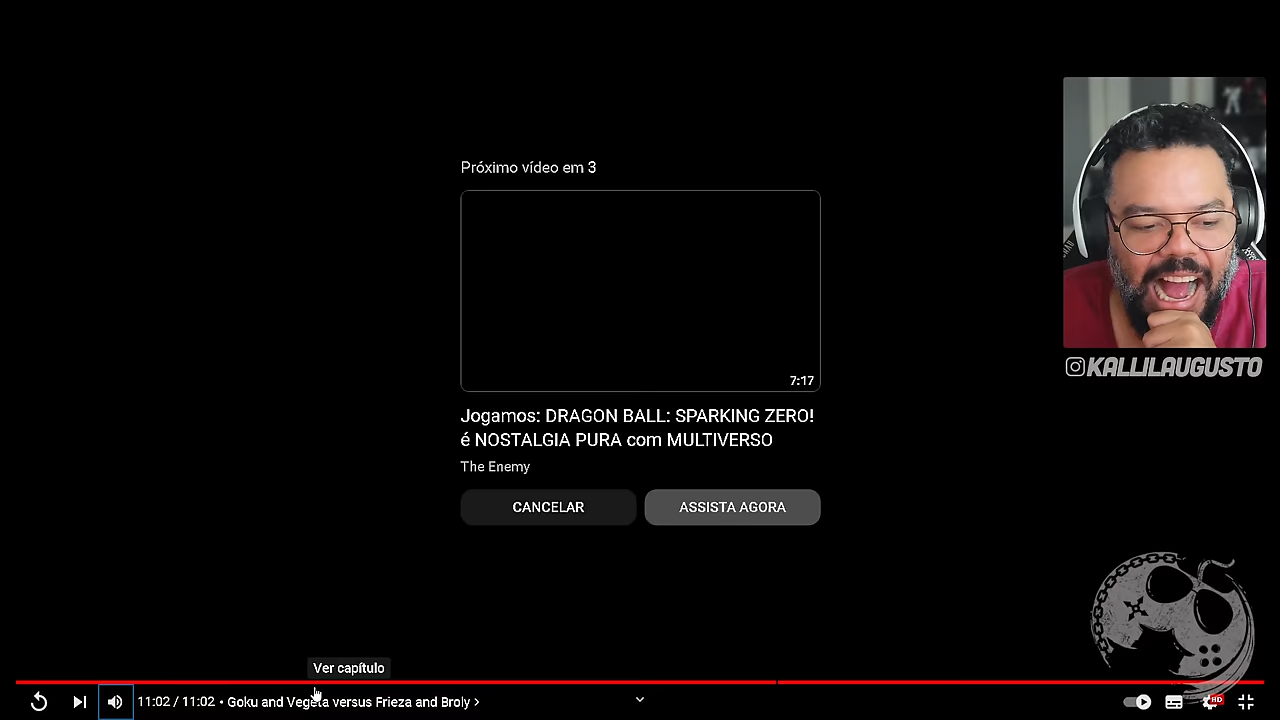 Próximo vídeo em 3
7:17
Jogamos: DRAGON BALL: SPARKING ZERO!
é NOSTALGIA PURA com MULTIVERSO
The Enemy
CANCELAR
ASSISTA AGORA
KALLILAUGUSTO
Ver capítulo
11:02 / 11:02 • Goku and Vegeta versus Frieza and Broly
HD